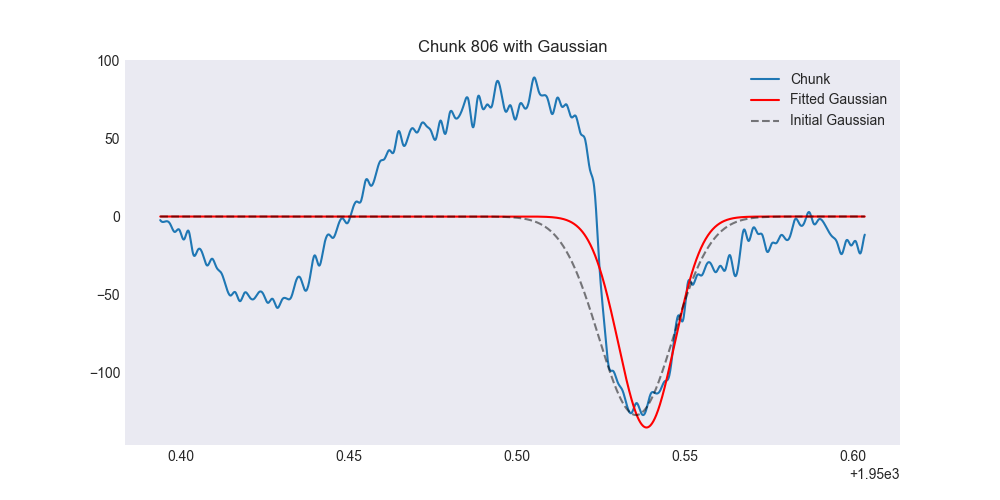 Chunk 806 with Gaussian
100
50
0
−50
−100
Chunk
Fitted Gaussian
Initial Gaussian
0.40 0.45 0.50 0.55 0.60
+1.95e3